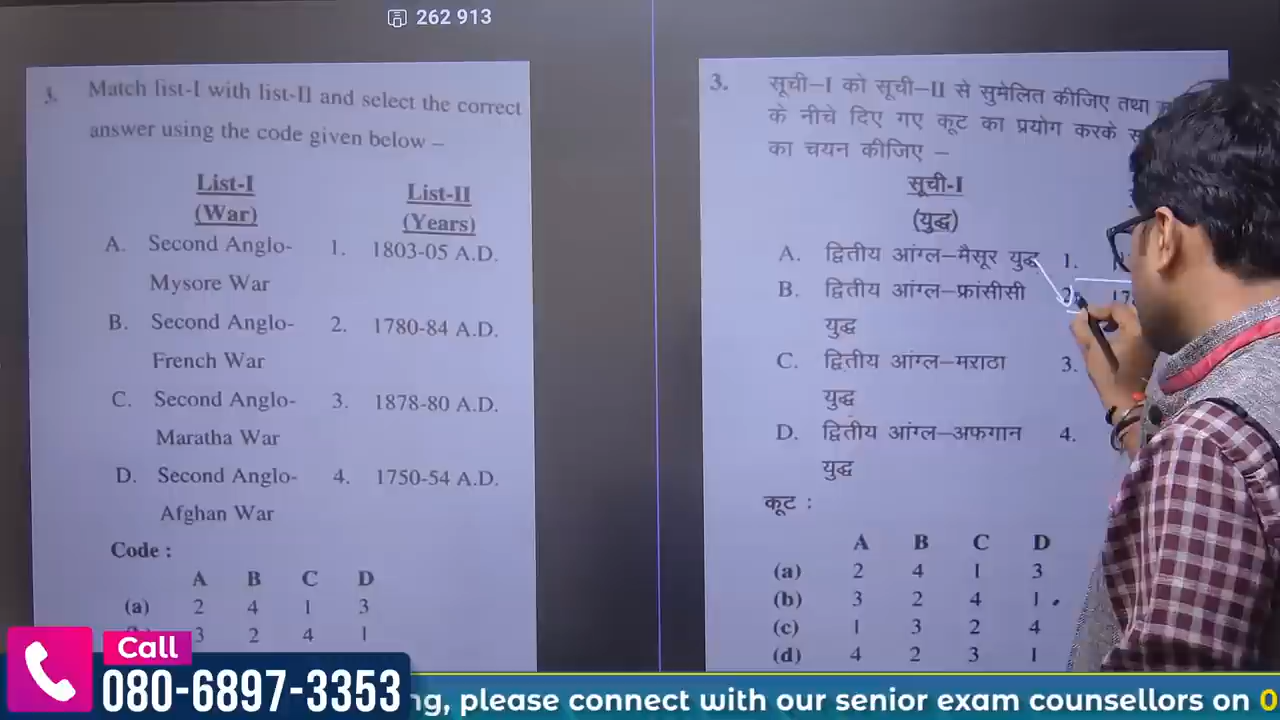 262 913
3. Match list-I with list-II and select the correct
answer using the code given below –
List-I List-II
(War) (Years)
A. Second Anglo- 1. 1803-05 A.D.
Mysore War
B. Second Anglo- 2. 1780-84 A.D.
French War
C. Second Anglo- 3. 1878-80 A.D.
Maratha War
D. Second Anglo- 4. 1750-54 A.D.
Afghan War
Code :
A B C D
(a) 2 4 1 3
3 2 4 1
3. सूची–I को सूची–II से सुमेलित कीजिए तथा
के नीचे दिए गए कूट का प्रयोग करके
का चयन कीजिए –
सूची-I
(युद्ध)
A. द्वितीय आंग्ल–मैसूर युद्ध 1.
B. द्वितीय आंग्ल–फ्रांसीसी 2.
युद्ध
C. द्वितीय आंग्ल–मराठा 3.
युद्ध
D. द्वितीय आंग्ल–अफगान 4.
युद्ध
कूट :
A B C D
(a) 2 4 1 3
(b) 3 2 4 1
(c) 1 3 2 4
(d) 4 2 3 1
Call
080-6897-3353
ng, please connect with our senior exam counsellors on 0